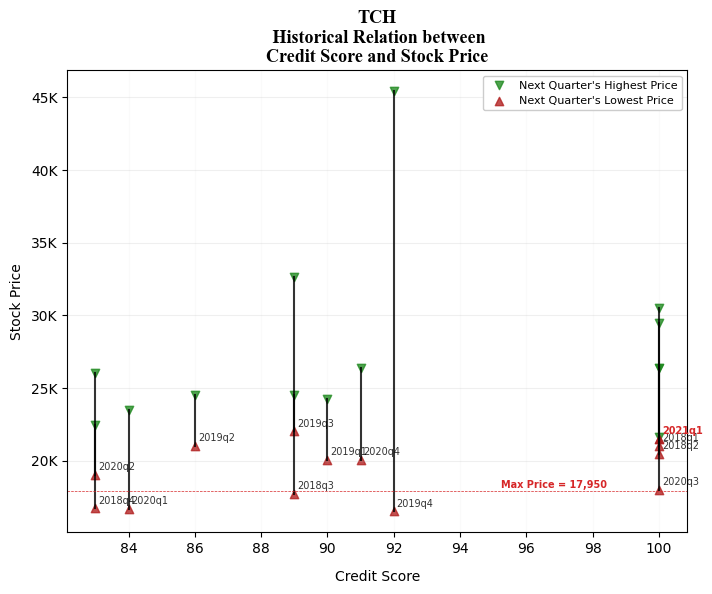 TCH
Historical Relation between
Credit Score and Stock Price
Next Quarter's Highest Price
Next Quarter's Lowest Price
45K
40K
35K
30K
25K
20K
Stock Price
2021q1
2018q1
2018q2
2019q3
2019q2
2019q1
2020q4
2020q2
2020q3
Max Price = 17,950
2018q3
2018q4
2020q1
2019q4
84
86
88
90
92
94
96
98
100
Credit Score